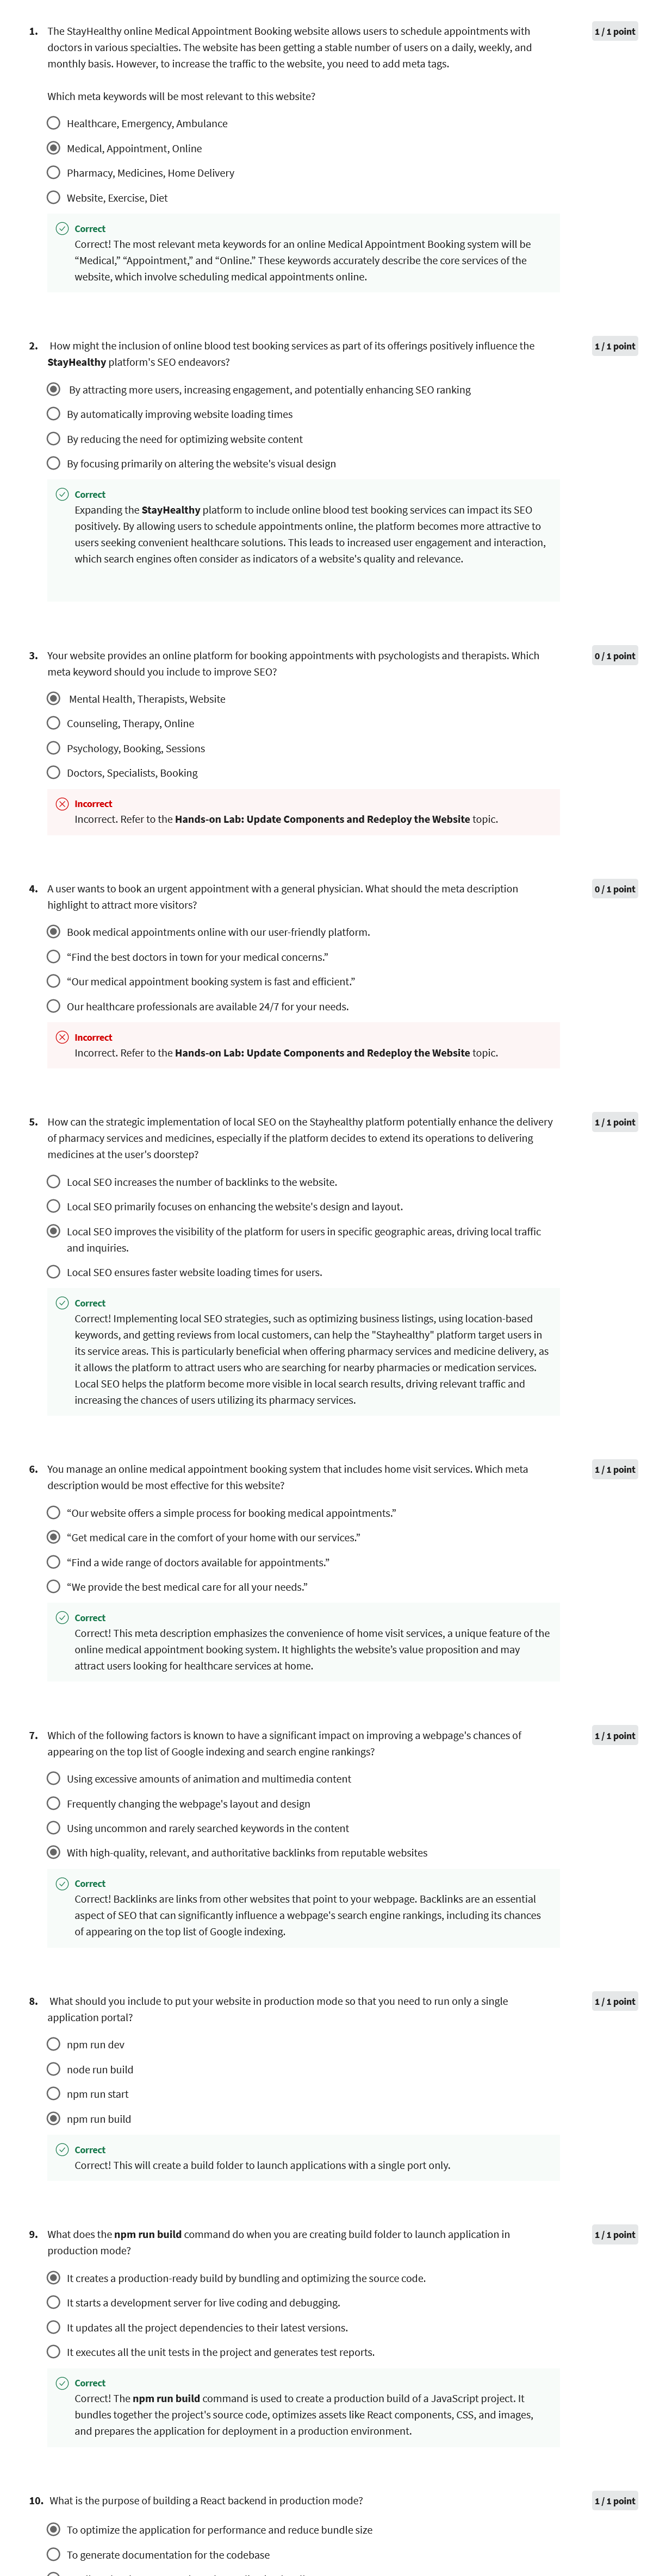 1. The StayHealthy online Medical Appointment Booking website allows users to schedule appointments with 1 / 1 point
doctors in various specialties. The website has been getting a stable number of users on a daily, weekly, and
monthly basis. However, to increase the traffic to the website, you need to add meta tags.
Which meta keywords will be most relevant to this website?
Healthcare, Emergency, Ambulance
Medical, Appointment, Online
Pharmacy, Medicines, Home Delivery
Website, Exercise, Diet
Correct
Correct! The most relevant meta keywords for an online Medical Appointment Booking system will be
“Medical,” “Appointment,” and “Online.” These keywords accurately describe the core services of the
website, which involve scheduling medical appointments online.
2. How might the inclusion of online blood test booking services as part of its offerings positively influence the 1 / 1 point
StayHealthy platform's SEO endeavors?
By attracting more users, increasing engagement, and potentially enhancing SEO ranking
By automatically improving website loading times
By reducing the need for optimizing website content
By focusing primarily on altering the website's visual design
Correct
Expanding the StayHealthy platform to include online blood test booking services can impact its SEO
positively. By allowing users to schedule appointments online, the platform becomes more attractive to
users seeking convenient healthcare solutions. This leads to increased user engagement and interaction,
which search engines often consider as indicators of a website's quality and relevance.
3. Your website provides an online platform for booking appointments with psychologists and therapists. Which 0 / 1 point
meta keyword should you include to improve SEO?
Mental Health, Therapists, Website
Counseling, Therapy, Online
Psychology, Booking, Sessions
Doctors, Specialists, Booking
Incorrect
Incorrect. Refer to the Hands-on Lab: Update Components and Redeploy the Website topic.
4. A user wants to book an urgent appointment with a general physician. What should the meta description 0 / 1 point
highlight to attract more visitors?
Book medical appointments online with our user-friendly platform.
“Find the best doctors in town for your medical concerns.”
“Our medical appointment booking system is fast and efficient.”
Our healthcare professionals are available 24/7 for your needs.
Incorrect
Incorrect. Refer to the Hands-on Lab: Update Components and Redeploy the Website topic.
5. How can the strategic implementation of local SEO on the Stayhealthy platform potentially enhance the delivery 1 / 1 point
of pharmacy services and medicines, especially if the platform decides to extend its operations to delivering
medicines at the user's doorstep?
Local SEO increases the number of backlinks to the website.
Local SEO primarily focuses on enhancing the website's design and layout.
Local SEO improves the visibility of the platform for users in specific geographic areas, driving local traffic
and inquiries.
Local SEO ensures faster website loading times for users.
Correct
Correct! Implementing local SEO strategies, such as optimizing business listings, using location-based
keywords, and getting reviews from local customers, can help the "Stayhealthy" platform target users in
its service areas. This is particularly beneficial when offering pharmacy services and medicine delivery, as
it allows the platform to attract users who are searching for nearby pharmacies or medication services.
Local SEO helps the platform become more visible in local search results, driving relevant traffic and
increasing the chances of users utilizing its pharmacy services.
6. You manage an online medical appointment booking system that includes home visit services. Which meta 1 / 1 point
description would be most effective for this website?
“Our website offers a simple process for booking medical appointments.”
“Get medical care in the comfort of your home with our services.”
“Find a wide range of doctors available for appointments.”
“We provide the best medical care for all your needs.”
Correct
Correct! This meta description emphasizes the convenience of home visit services, a unique feature of the
online medical appointment booking system. It highlights the website’s value proposition and may
attract users looking for healthcare services at home.
7. Which of the following factors is known to have a significant impact on improving a webpage's chances of 1 / 1 point
appearing on the top list of Google indexing and search engine rankings?
Using excessive amounts of animation and multimedia content
Frequently changing the webpage's layout and design
Using uncommon and rarely searched keywords in the content
With high-quality, relevant, and authoritative backlinks from reputable websites
Correct
Correct! Backlinks are links from other websites that point to your webpage. Backlinks are an essential
aspect of SEO that can significantly influence a webpage's search engine rankings, including its chances
of appearing on the top list of Google indexing.
8. What should you include to put your website in production mode so that you need to run only a single 1 / 1 point
application portal?
npm run dev
node run build
npm run start
npm run build
Correct
Correct! This will create a build folder to launch applications with a single port only.
9. What does the npm run build command do when you are creating build folder to launch application in 1 / 1 point
production mode?
It creates a production-ready build by bundling and optimizing the source code.
It starts a development server for live coding and debugging.
It updates all the project dependencies to their latest versions.
It executes all the unit tests in the project and generates test reports.
Correct
Correct! The npm run build command is used to create a production build of a JavaScript project. It
bundles together the project's source code, optimizes assets like React components, CSS, and images,
and prepares the application for deployment in a production environment.
10. What is the purpose of building a React backend in production mode? 1 / 1 point
To optimize the application for performance and reduce bundle size
To generate documentation for the codebase